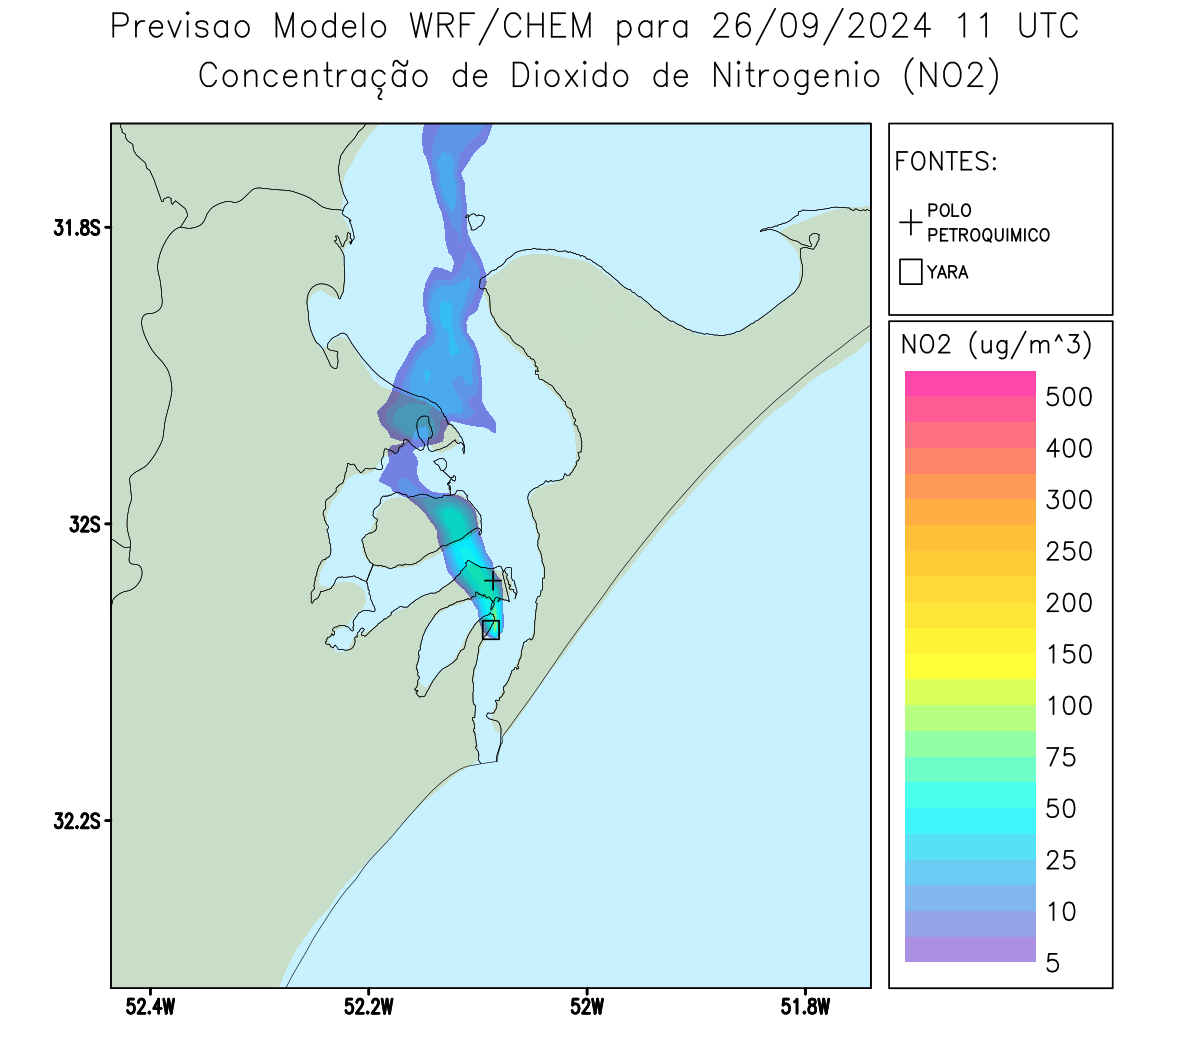 Previsao Modelo WRF/CHEM para 26/09/2024 11 UTC
Concentração de Dioxido de Nitrogenio (NO2)
FONTES:
POLO
PETROQUIMICO
YARA
NO2 (ug/m^3)
500
400
300
250
200
150
100
75
50
25
10
5
31.8S
32S
32.2S
52.4W
52.2W
52W
51.8W